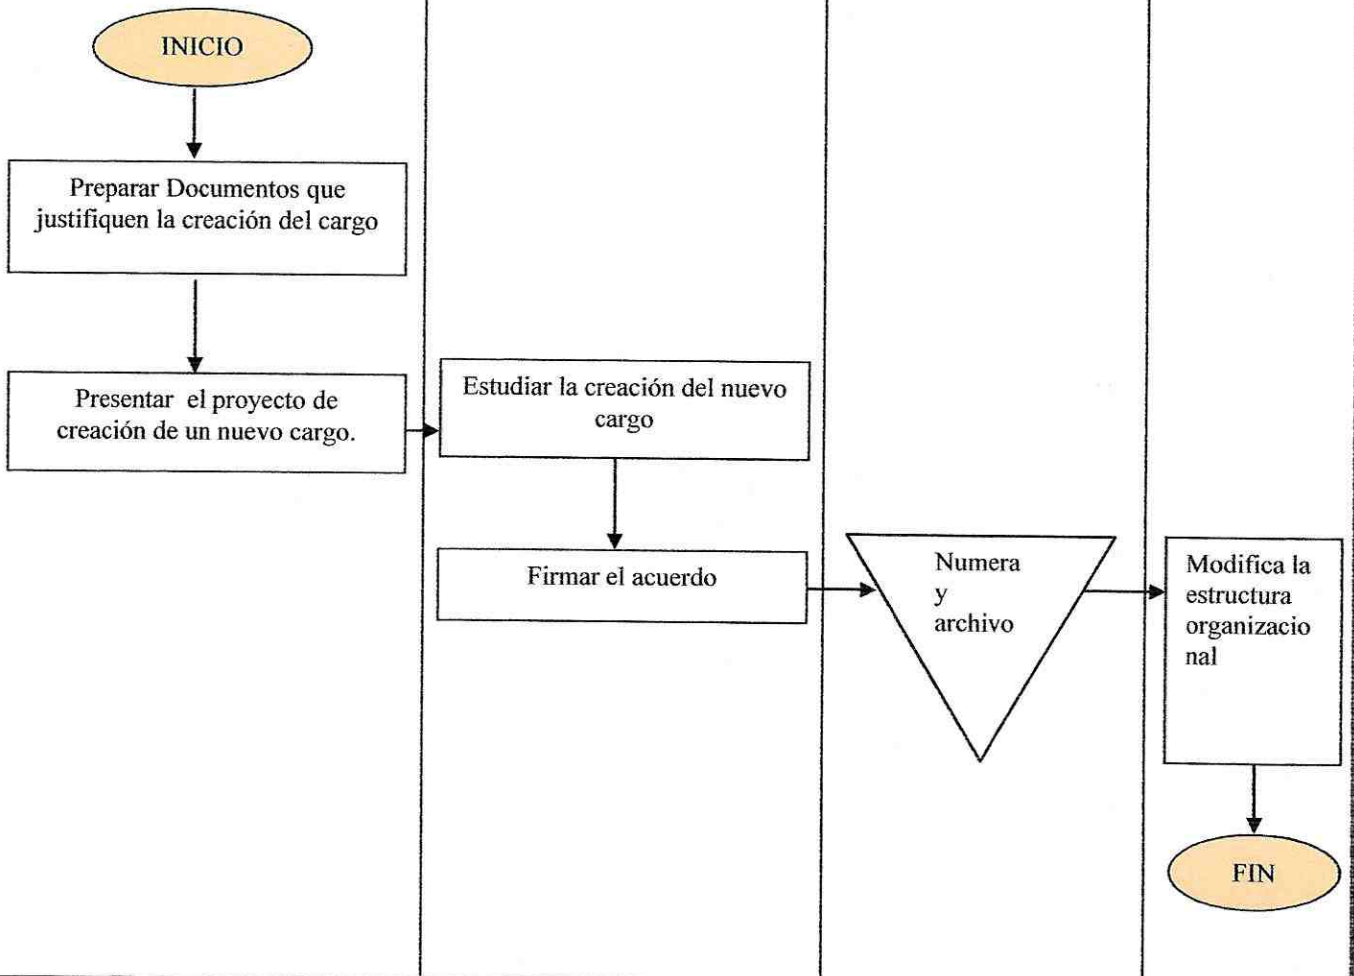 INICIO
Preparar Documentos que
justifiquen la creación del cargo
Presentar el proyecto de
creación de un nuevo cargo.
Estudiar la creación del nuevo
cargo
Firmar el acuerdo
Numera
y
archivo
Modifica la
estructura
organizacio
nal
FIN